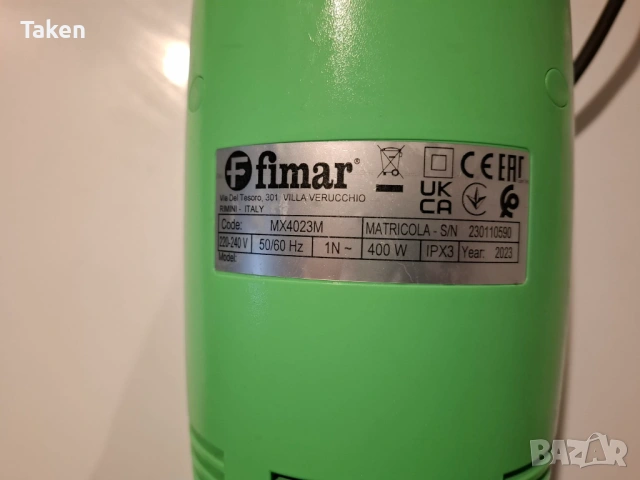 Taken
fimar®
Via Del Tesoro, 301 VILLA VERUCCHIO
RIMINI - ITALY
CE EAC
UK
CA
Code: MX4023M MATRICOLA - S/N 230110590
220-240 V 50/60 Hz 1N~ 400 W IPX3 Year: 2023
Model:
BAZAR